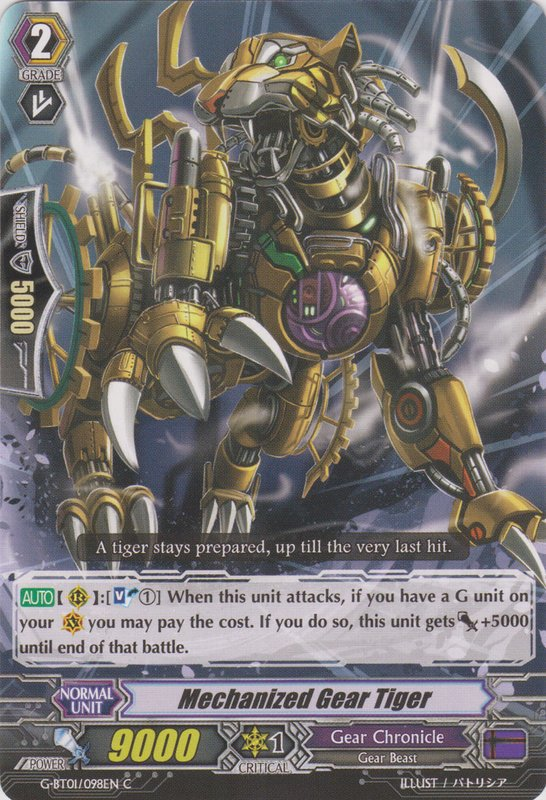 2
GRADE
SHIELD
5000
A tiger stays prepared, up till the very last hit.
AUTO【 R 】:[V ①] When this unit attacks, if you have a G unit on
your V you may pay the cost. If you do so, this unit gets +5000
until end of that battle.
NORMAL
UNIT
Mechanized Gear Tiger
POWER
9000
1
CRITICAL
Gear Chronicle
Gear Beast
G-BT01/098EN C
ILLUST / パトリシア